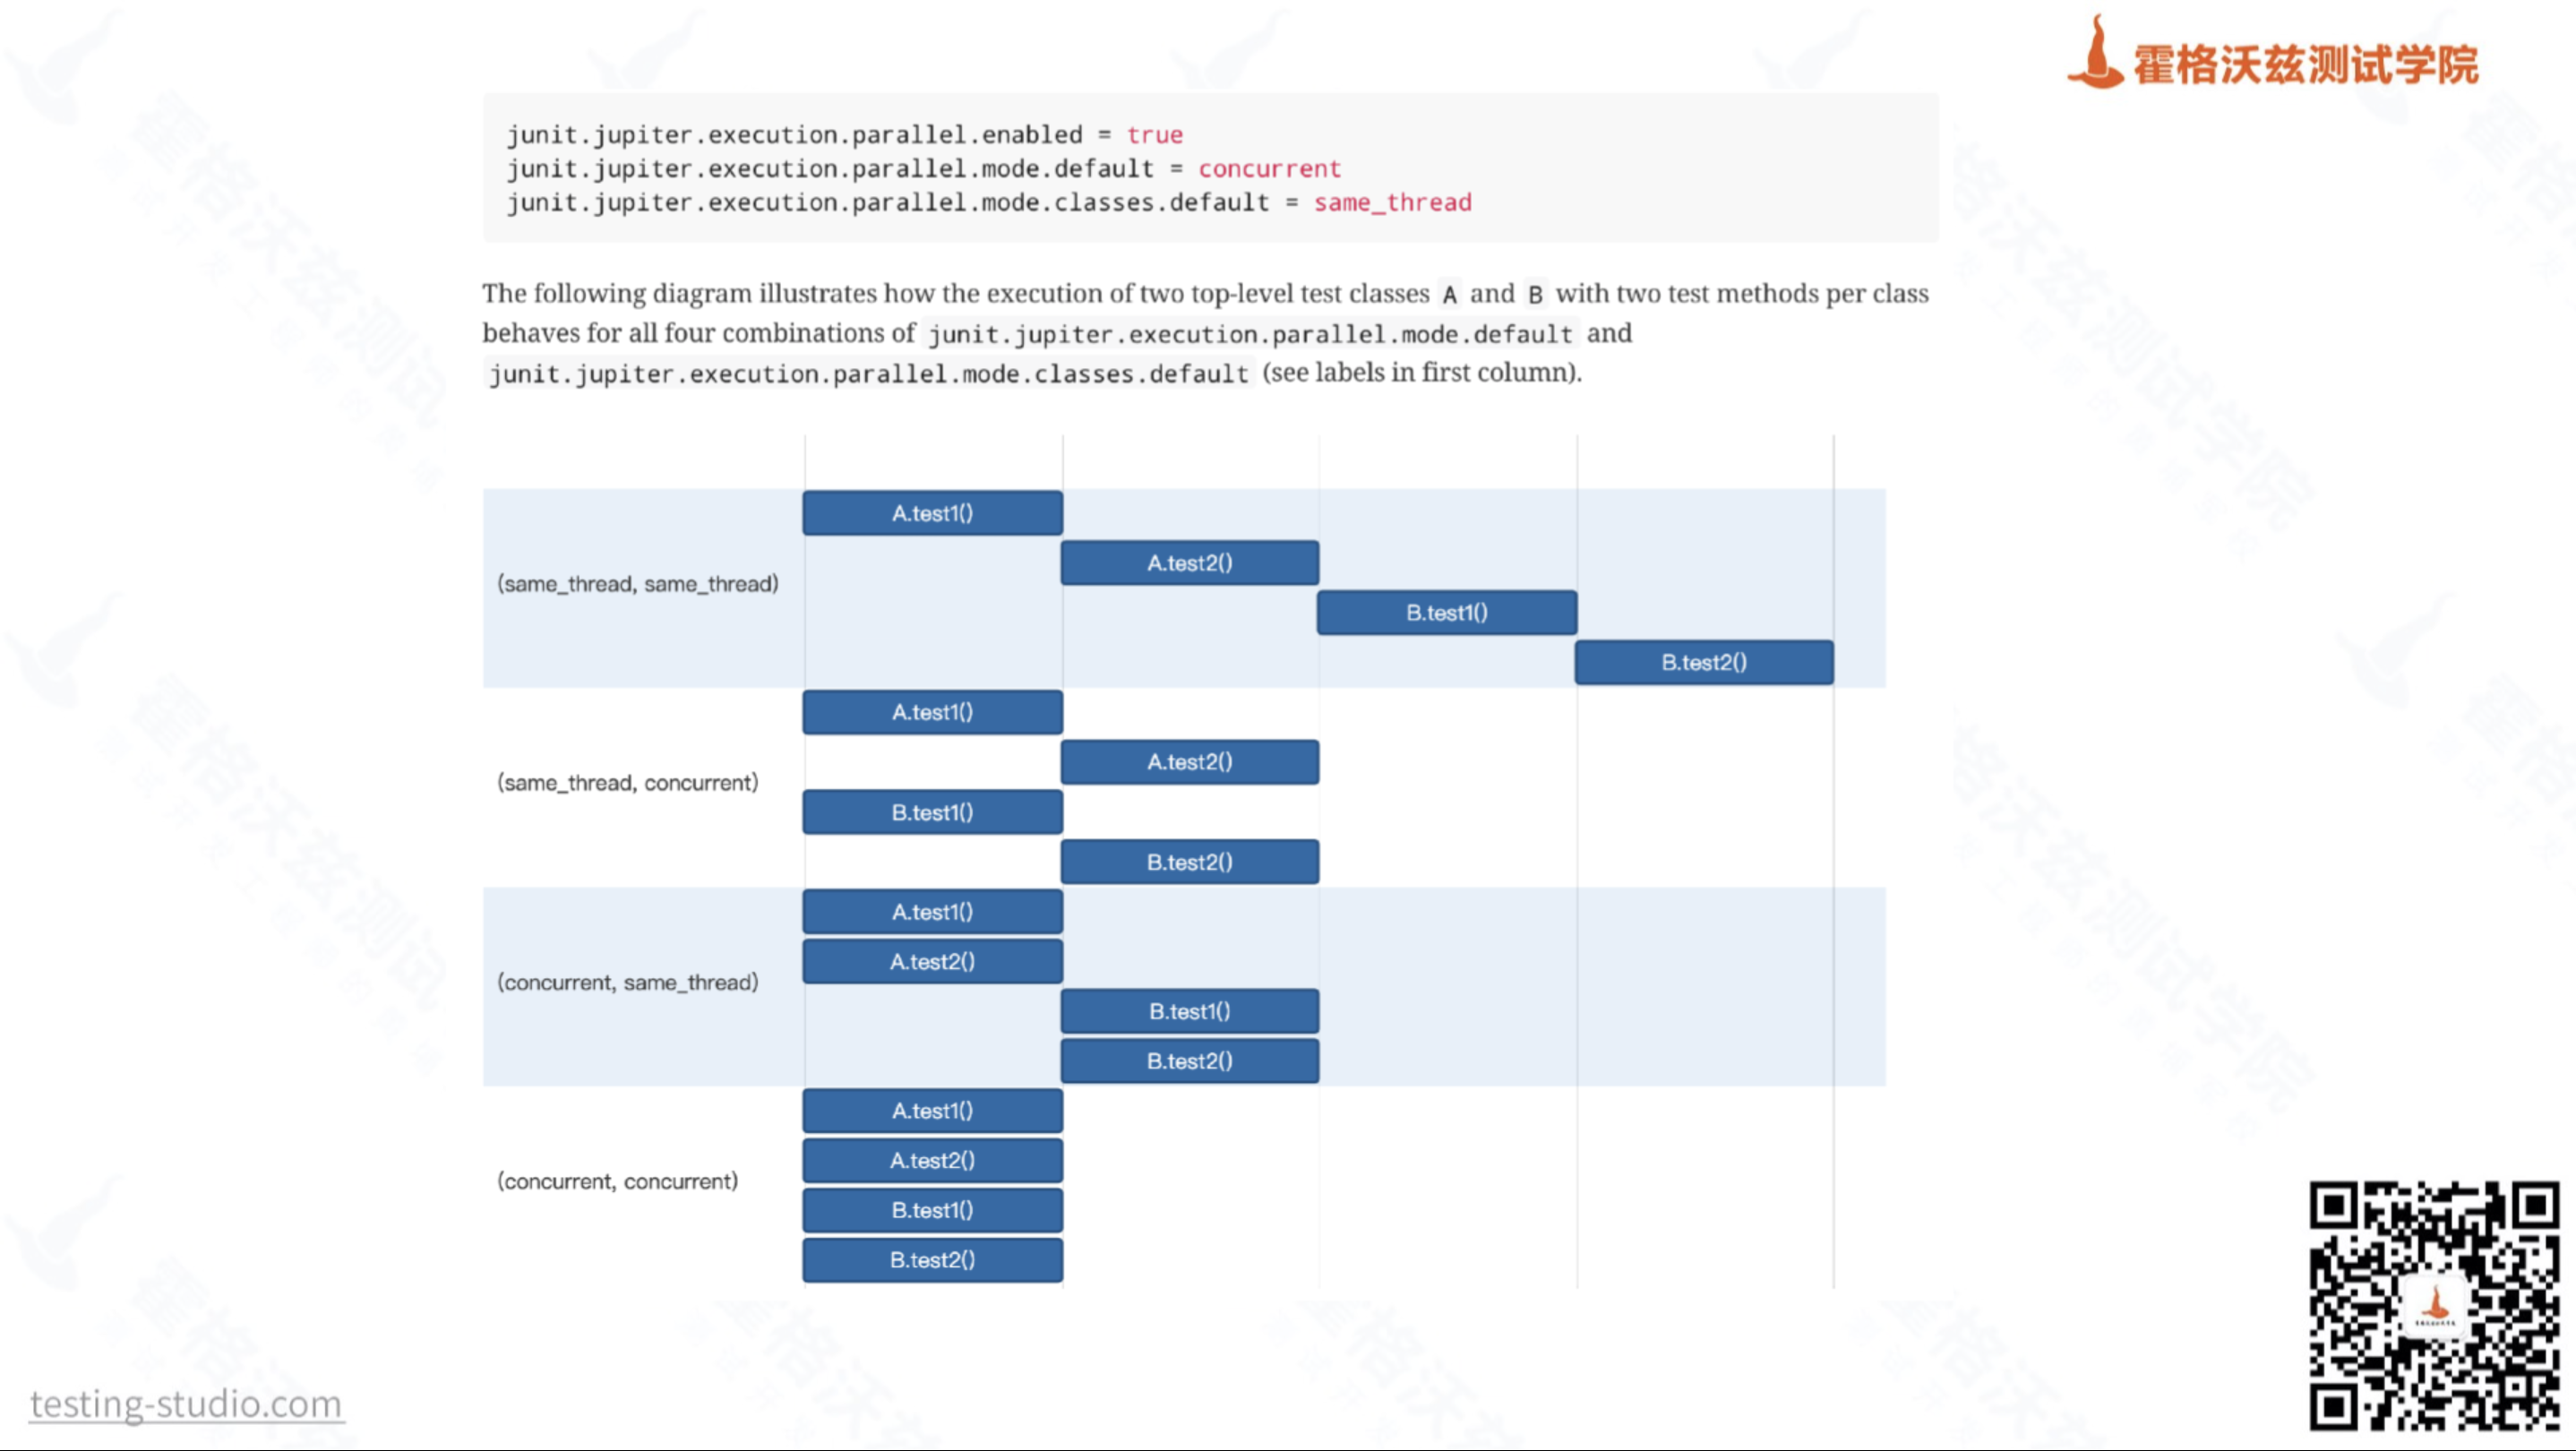 霍格沃兹测试学院
junit.jupiter.execution.parallel.enabled = true
junit.jupiter.execution.parallel.mode.default = concurrent
junit.jupiter.execution.parallel.mode.classes.default = same_thread
The following diagram illustrates how the execution of two top-level test classes A and B with two test methods per class
behaves for all four combinations of junit.jupiter.execution.parallel.mode.default and
junit.jupiter.execution.parallel.mode.classes.default (see labels in first column).
(same_thread, same_thread)
A.test1()
A.test2()
B.test1()
B.test2()
(same_thread, concurrent)
A.test1()
A.test2()
B.test1()
B.test2()
(concurrent, same_thread)
A.test1()
A.test2()
B.test1()
B.test2()
(concurrent, concurrent)
A.test1()
A.test2()
B.test1()
B.test2()
testing-studio.com